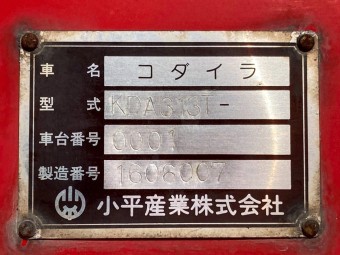 車名 コダイラ
型式
車台番号 0001
製造番号
小平産業株式会社